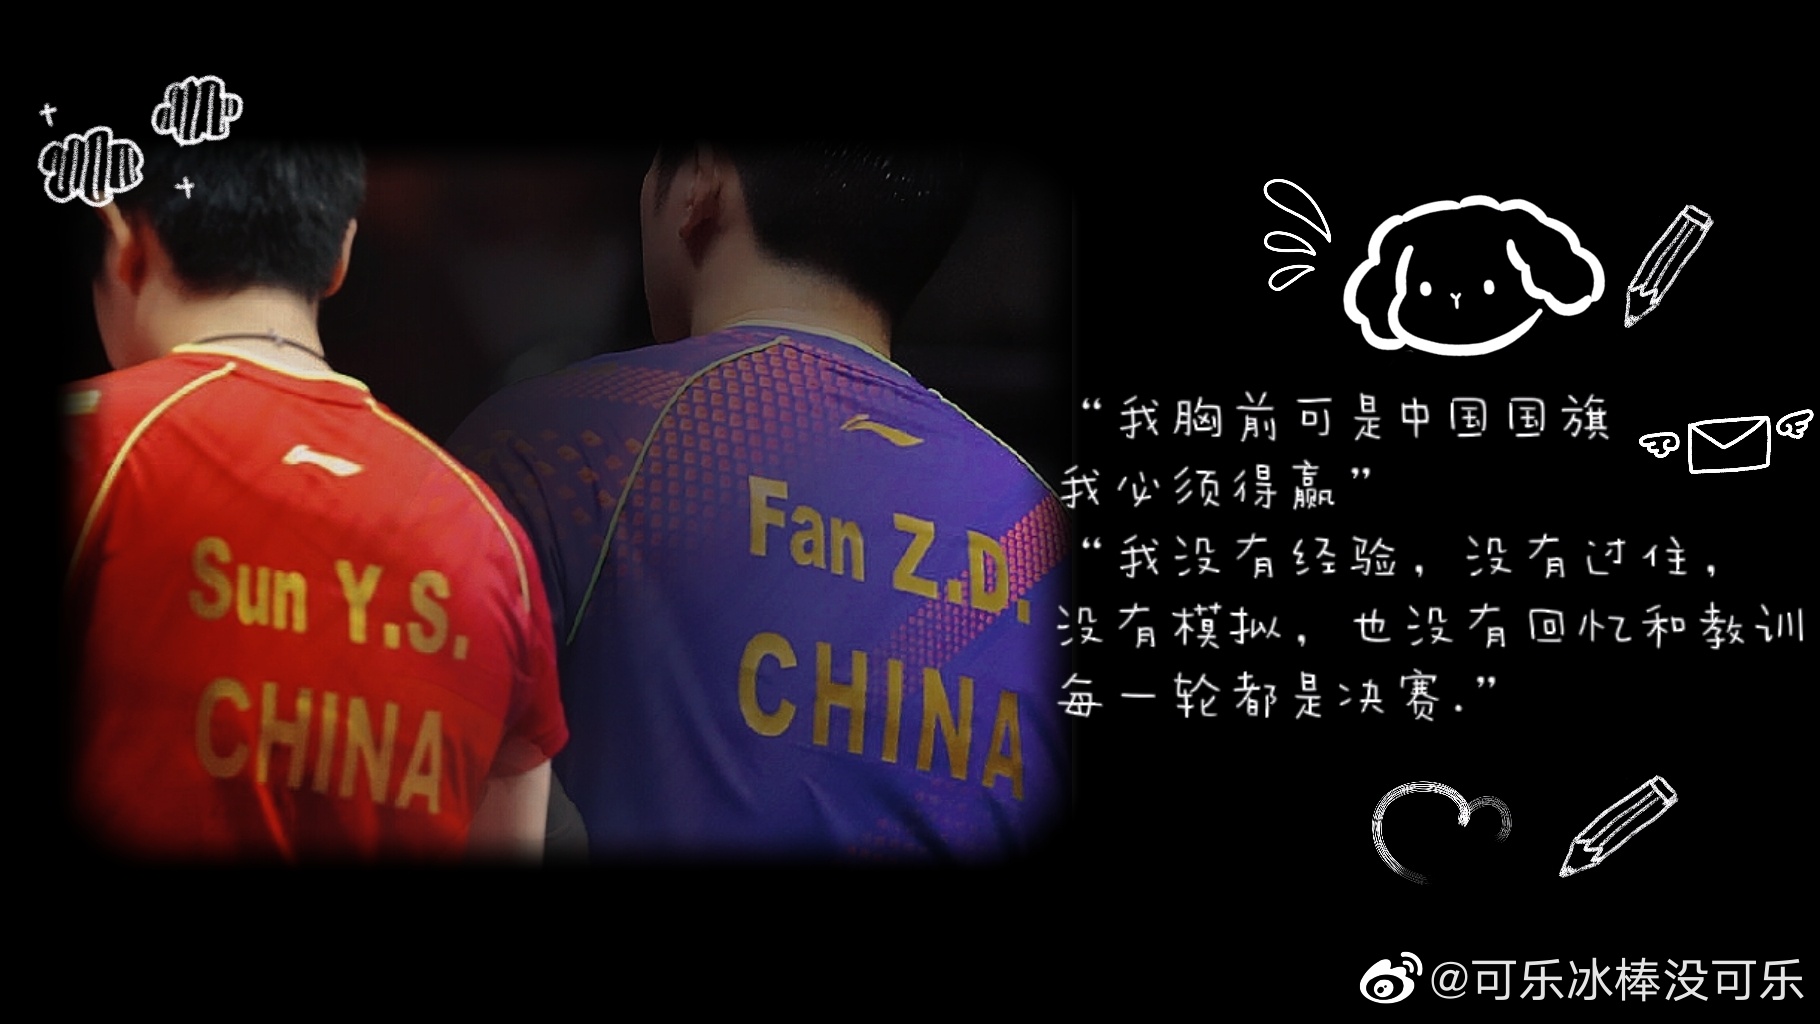 Sun Y.S.
CHINA
Fan Z.D.
CHINA
“我胸前可是中国国旗
我必须得赢”
“我没有经验，没有过往，
没有模拟，也没有回忆和教训
每一轮都是决赛.”
@可乐冰棒没可乐